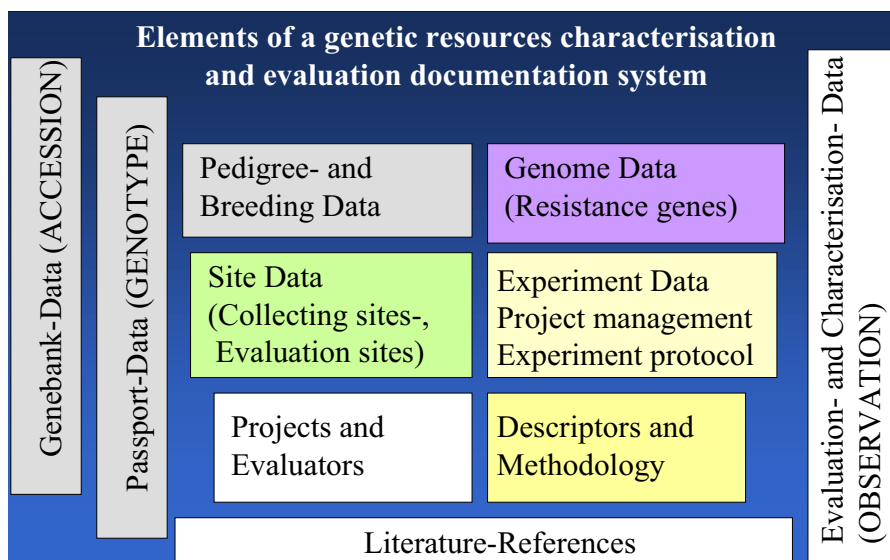 Elements of a genetic resources characterisation
and evaluation documentation system
Genebank-Data (ACCESSION)
Passport-Data (GENOTYPE)
Pedigree- and
Breeding Data
Genome Data
(Resistance genes)
Site Data
(Collecting sites-,
Evaluation sites)
Experiment Data
Project management
Experiment protocol
Projects and
Evaluators
Descriptors and
Methodology
Literature-References
Evaluation- and Characterisation- Data
(OBSERVATION)